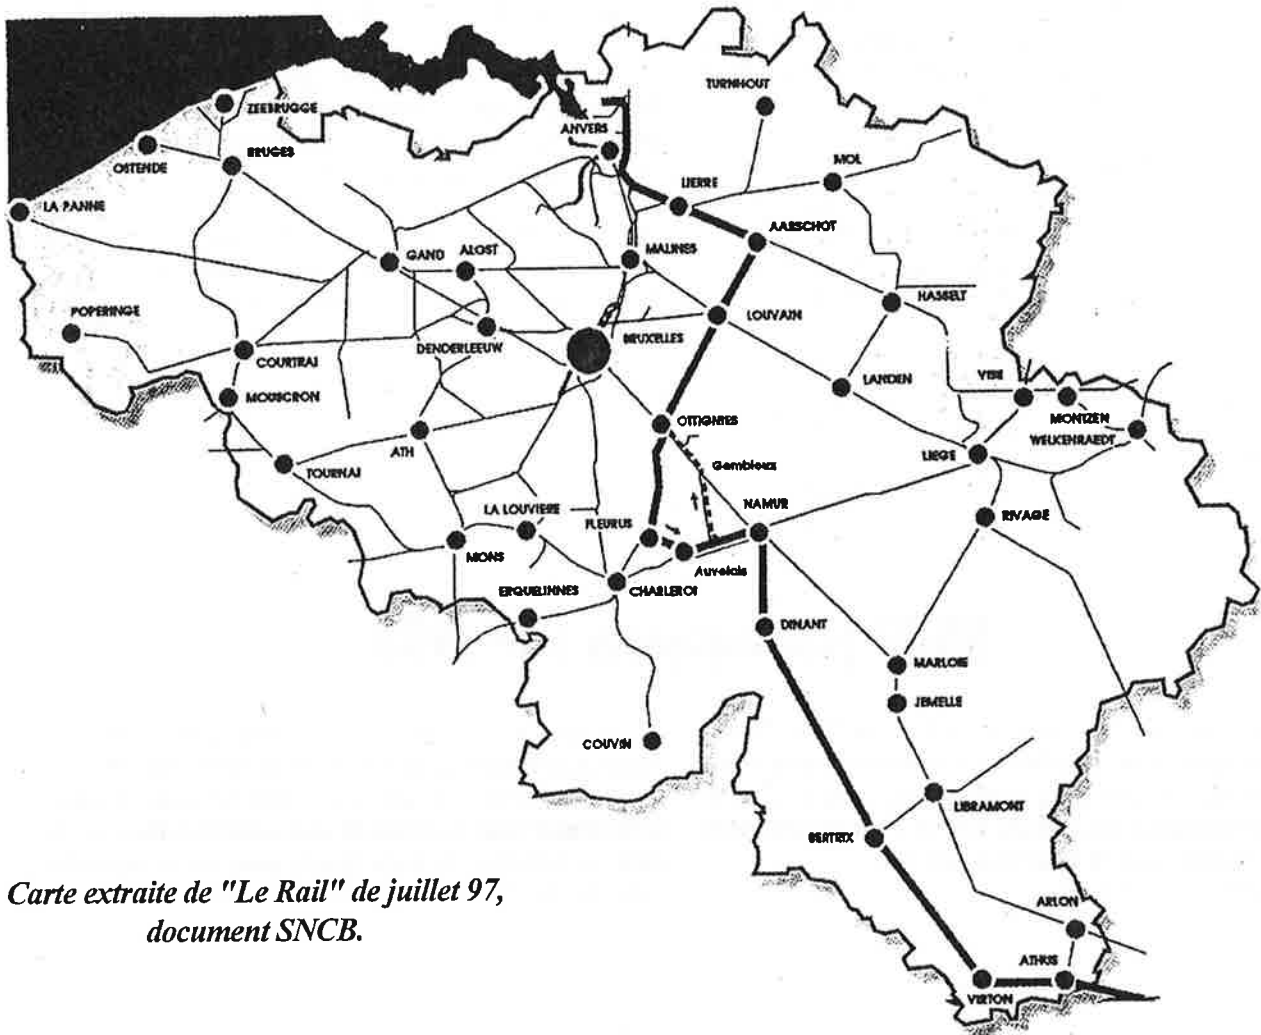 TURNHOUT
ZEEBRUGGE
ANVERS
OSTENDE
BRUGES
MOL
LIERRE
LA PANNE
AARSCHOT
GAND
ALOST
MALINES
HASSELT
POPERINGE
LOUVAIN
BRUXELLES
DENDERLEEUW
COURTRAI
VISE
LANDEN
MOUSCRON
MONTZEN
OTTIGNIES
WELKENRAEDT
ATH
LIEGE
TOURNAI
Gembloux
NAMUR
LA LOUVIERE
RIVAGE
FLEURUS
MONS
Auvelais
ERQUELINNES
CHARLEROI
DINANT
MARLOIE
JEMELLE
COUVIN
LIBRAMONT
BERTRIX
Carte extraite de "Le Rail" de juillet 97,
document SNCB.
ARLON
ATHUS
VIRTON